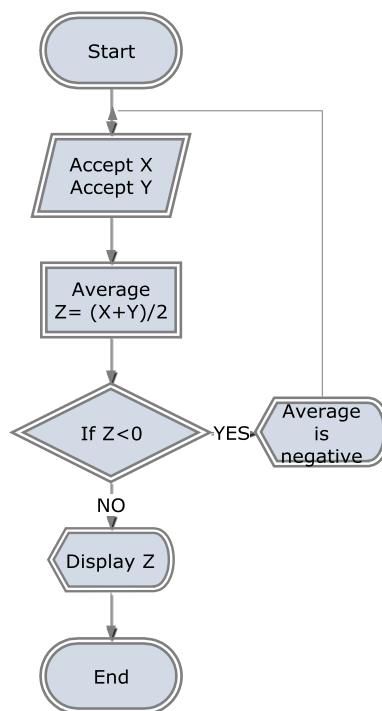 Start
Accept X
Accept Y
Average
Z= (X+Y)/2
If Z<0
YES
Average
is
negative
NO
Display Z
End